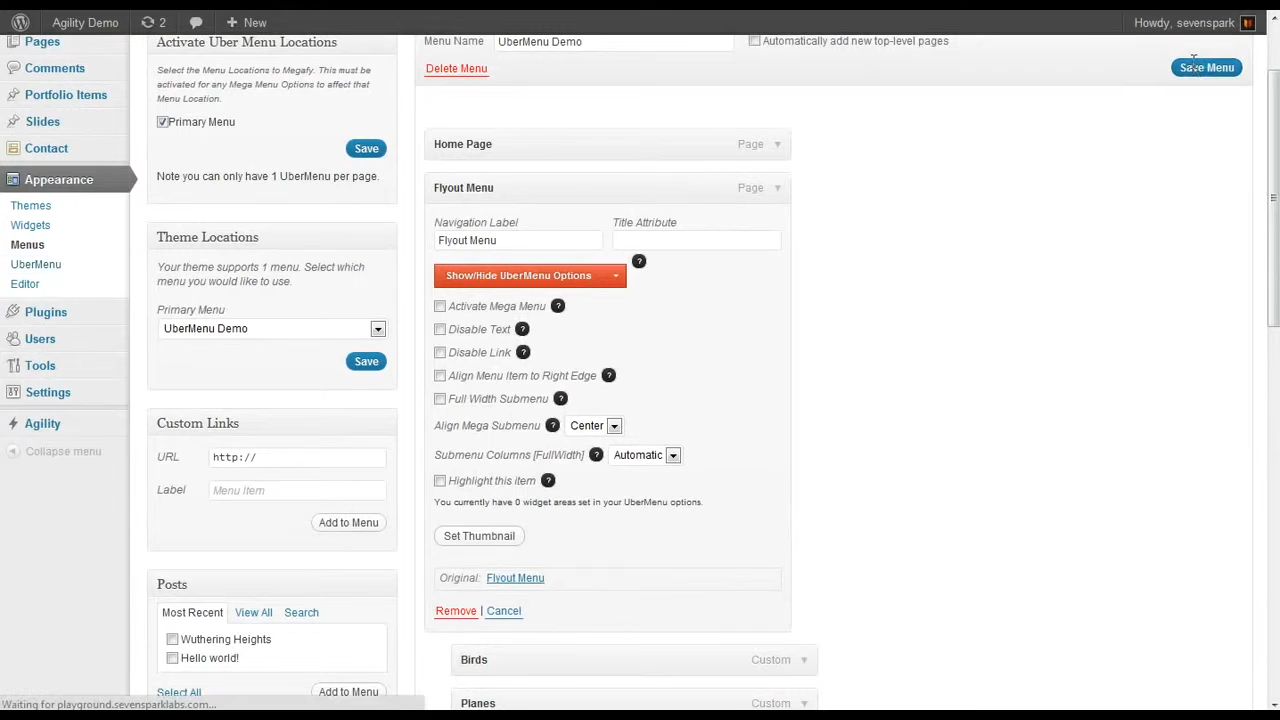 Agility Demo
2
New
Howdy, sevenspark
Pages
Comments
Portfolio Items
Slides
Contact
Appearance
Themes
Widgets
Menus
UberMenu
Editor
Plugins
Users
Tools
Settings
Agility
Collapse menu
Activate Uber Menu Locations
Select the Menu Locations to Megafy. This must be
activated for any Mega Menu Options to affect that
Menu Location.
Primary Menu
Save
Note you can only have 1 UberMenu per page.
Theme Locations
Your theme supports 1 menu. Select which
menu you would like to use.
Primary Menu
UberMenu Demo
Save
Custom Links
URL http://
Label Menu Item
Add to Menu
Posts
Most Recent View All Search
Wuthering Heights
Hello world!
Select All Add to Menu
Menu Name UberMenu Demo Automatically add new top-level pages
Delete Menu Save Menu
Home Page Page
Flyout Menu Page
Navigation Label Title Attribute
Flyout Menu
Show/Hide UberMenu Options ?
Activate Mega Menu ?
Disable Text ?
Disable Link ?
Align Menu Item to Right Edge ?
Full Width Submenu ?
Align Mega Submenu ? Center
Submenu Columns [FullWidth] ? Automatic
Highlight this item ?
You currently have 0 widget areas set in your UberMenu options.
Set Thumbnail
Original: Flyout Menu
Remove | Cancel
Birds Custom
Planes Custom
Waiting for playground.sevensparklabs.com...